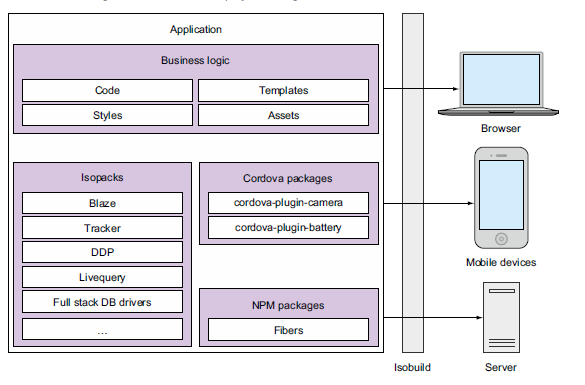 Application
Business logic
Code
Templates
Styles
Assets
Isopacks
Blaze
Tracker
DDP
Livequery
Full stack DB drivers
...
Cordova packages
cordova-plugin-camera
cordova-plugin-battery
NPM packages
Fibers
Isobuild
Browser
Mobile devices
Server